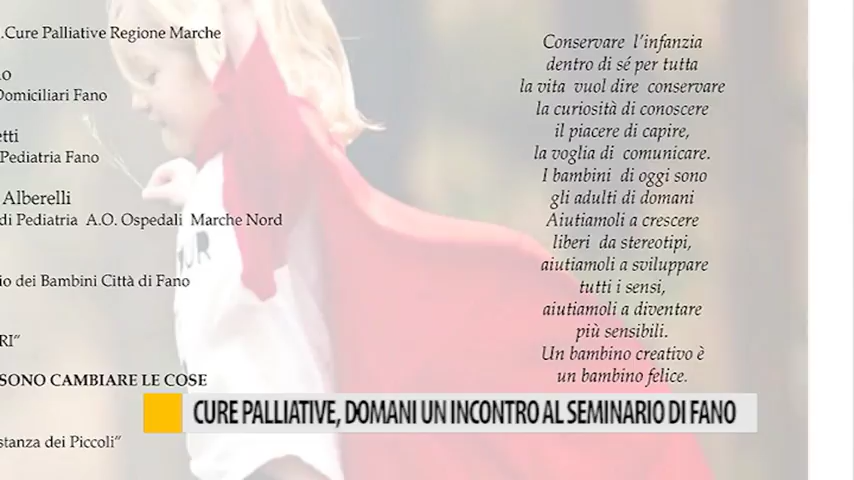 .Cure Palliative Regione Marche
Domiciliari Fano
Pediatria Fano
Alberelli
di Pediatria A.O. Ospedali Marche Nord
dei Bambini Città di Fano
SONO CAMBIARE LE COSE
dei Piccoli”
Conservare l’infanzia
dentro di sé per tutta
la vita vuol dire conservare
la curiosità di conoscere
il piacere di capire,
la voglia di comunicare.
I bambini di oggi sono
gli adulti di domani
Aiutiamoli a crescere
liberi da stereotipi,
aiutiamoli a sviluppare
tutti i sensi,
aiutiamoli a diventare
più sensibili.
Un bambino creativo è
un bambino felice.
CURE PALLIATIVE, DOMANI UN INCONTRO AL SEMINARIO DI FANO